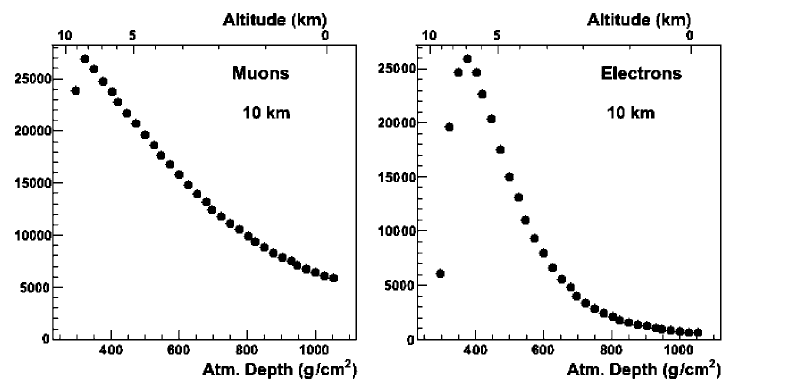 Altitude (km)
10 5 0
Muons
10 km
25000
20000
15000
10000
5000
0
400 600 800 1000
Atm. Depth (g/cm²)
Altitude (km)
10 5 0
Electrons
10 km
25000
20000
15000
10000
5000
0
400 600 800 1000
Atm. Depth (g/cm²)